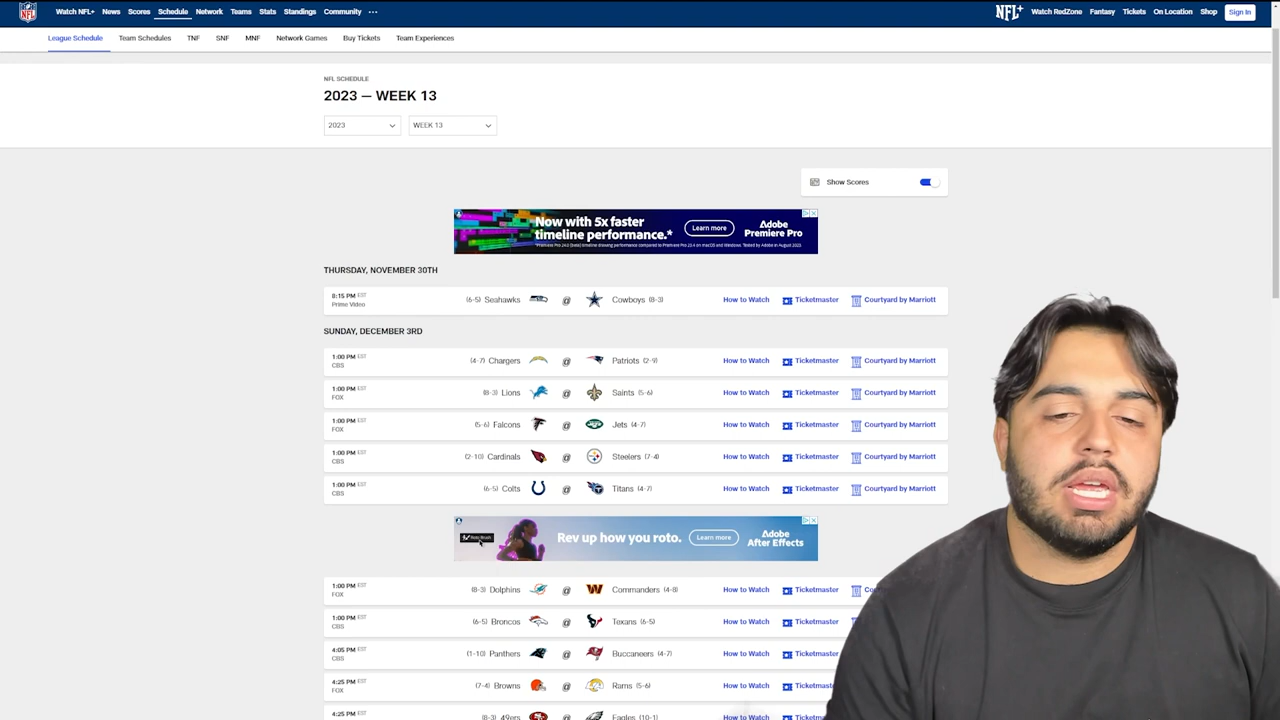 Watch NFL+ News Scores Schedule Network Teams Stats Standings Community ••• NFL+ Watch RedZone Fantasy Tickets On Location Shop Sign In
League Schedule Team Schedules TNF SNF MNF Network Games Buy Tickets Team Experiences
NFL SCHEDULE
2023 — WEEK 13
2023 WEEK 13
Show Scores
Now with 5x faster
timeline performance.*
Learn more
Adobe
Premiere Pro
THURSDAY, NOVEMBER 30TH
8:15 PM EST
Prime Video
(6-5) Seahawks @ Cowboys (8-3) How to Watch Ticketmaster Courtyard by Marriott
SUNDAY, DECEMBER 3RD
1:00 PM EST
CBS
(4-7) Chargers @ Patriots (2-9) How to Watch Ticketmaster Courtyard by Marriott
1:00 PM EST
FOX
(8-3) Lions @ Saints (5-6) How to Watch Ticketmaster Courtyard by Marriott
1:00 PM EST
FOX
(5-6) Falcons @ Jets (4-7) How to Watch Ticketmaster Courtyard by Marriott
1:00 PM EST
CBS
(2-10) Cardinals @ Steelers (7-4) How to Watch Ticketmaster Courtyard by Marriott
1:00 PM EST
CBS
(6-5) Colts @ Titans (4-7) How to Watch Ticketmaster Courtyard by Marriott
Rev up how you roto.
Learn more
Adobe
After Effects
1:00 PM EST
FOX
(8-3) Dolphins @ Commanders (4-8) How to Watch Ticketmaster
1:00 PM EST
CBS
(6-5) Broncos @ Texans (6-5) How to Watch Ticketmaster
4:05 PM EST
CBS
(1-10) Panthers @ Buccaneers (4-7) How to Watch Ticketmaster
4:25 PM EST
FOX
(7-4) Browns @ Rams (5-6) How to Watch Ticketmaster
4:25 PM EST
(8-3) 49ers @ Eagles (10-1) How to Watch Ticketmaster